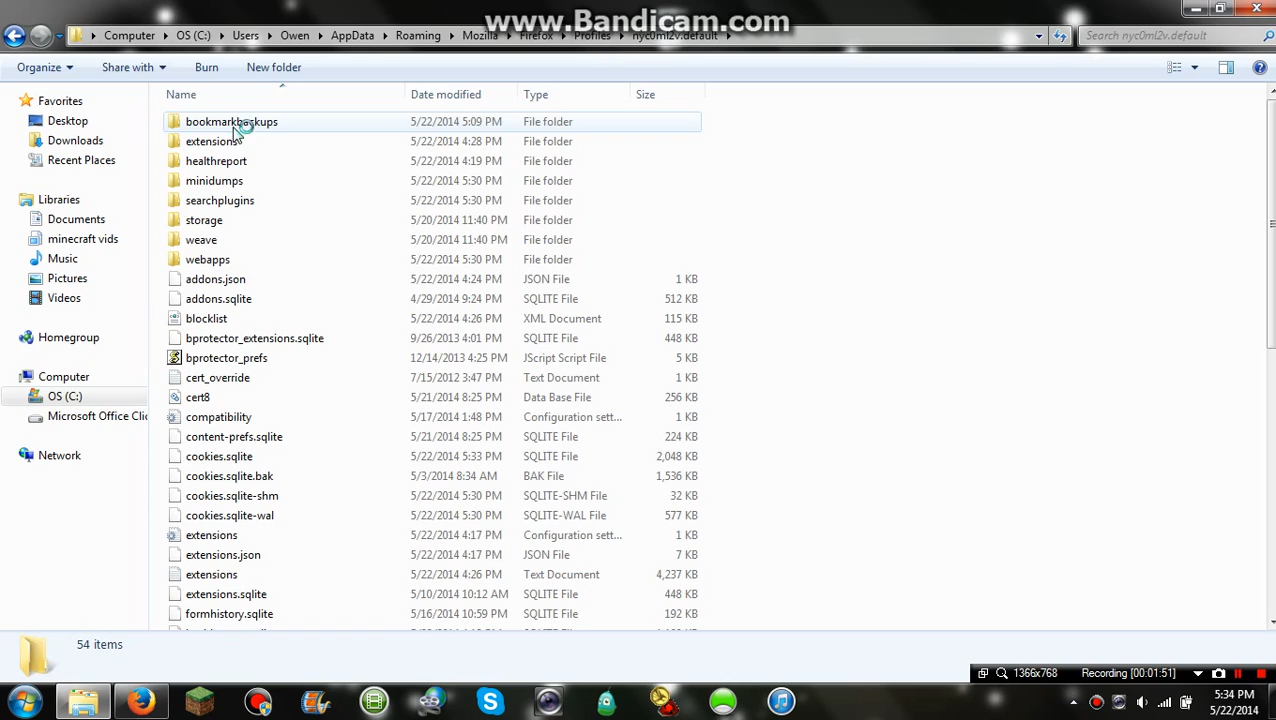 www.Bandicam.com
Computer OS (C:) Users Owen AppData Roaming Mozilla Firefox Profiles nyc0ml2v.default
Search nyc0ml2v.default
Organize Share with Burn New folder
Name Date modified Type Size
Favorites
Desktop
Downloads
Recent Places
Libraries
Documents
minecraft vids
Music
Pictures
Videos
Homegroup
Computer
OS (C:)
Microsoft Office Clic
Network
bookmarkbackups 5/22/2014 5:09 PM File folder
extensions 5/22/2014 4:28 PM File folder
healthreport 5/22/2014 4:19 PM File folder
minidumps 5/22/2014 5:30 PM File folder
searchplugins 5/22/2014 5:30 PM File folder
storage 5/20/2014 11:40 PM File folder
weave 5/20/2014 11:40 PM File folder
webapps 5/22/2014 5:30 PM File folder
addons.json 5/22/2014 4:24 PM JSON File 1 KB
addons.sqlite 4/29/2014 9:24 PM SQLITE File 512 KB
blocklist 5/22/2014 4:26 PM XML Document 115 KB
bprotector_extensions.sqlite 9/26/2013 4:01 PM SQLITE File 448 KB
bprotector_prefs 12/14/2013 4:25 PM JScript Script File 5 KB
cert_override 7/15/2012 3:47 PM Text Document 1 KB
cert8 5/21/2014 8:25 PM Data Base File 256 KB
compatibility 5/17/2014 1:48 PM Configuration sett... 1 KB
content-prefs.sqlite 5/21/2014 8:25 PM SQLITE File 224 KB
cookies.sqlite 5/22/2014 5:33 PM SQLITE File 2,048 KB
cookies.sqlite.bak 5/3/2014 8:34 AM BAK File 1,536 KB
cookies.sqlite-shm 5/22/2014 5:30 PM SQLITE-SHM File 32 KB
cookies.sqlite-wal 5/22/2014 5:30 PM SQLITE-WAL File 577 KB
extensions 5/22/2014 4:17 PM Configuration sett... 1 KB
extensions.json 5/22/2014 4:17 PM JSON File 7 KB
extensions 5/22/2014 4:26 PM Text Document 4,237 KB
extensions.sqlite 5/10/2014 10:12 AM SQLITE File 448 KB
formhistory.sqlite 5/16/2014 10:59 PM SQLITE File 192 KB
54 items
1366x768 Recording [00:01:51]
5:34 PM
5/22/2014